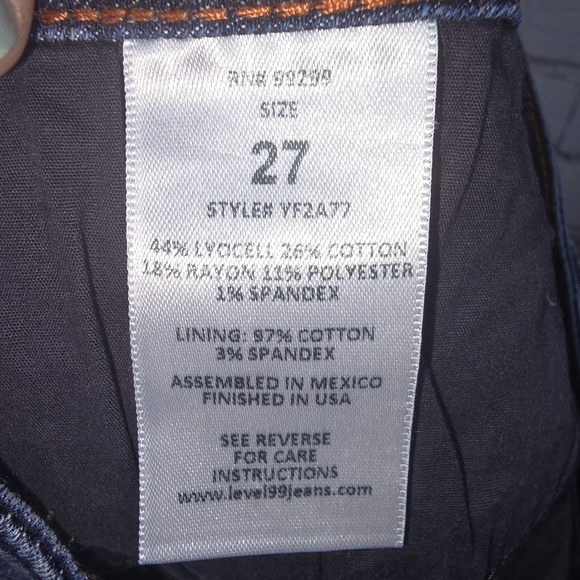 RN# 99299
SIZE
27
STYLE# YF2A77
44% LYOCELL 26% COTTON
18% RAYON 11% POLYESTER
1% SPANDEX
LINING: 97% COTTON
3% SPANDEX
ASSEMBLED IN MEXICO
FINISHED IN USA
SEE REVERSE
FOR CARE
INSTRUCTIONS
www.level99jeans.com